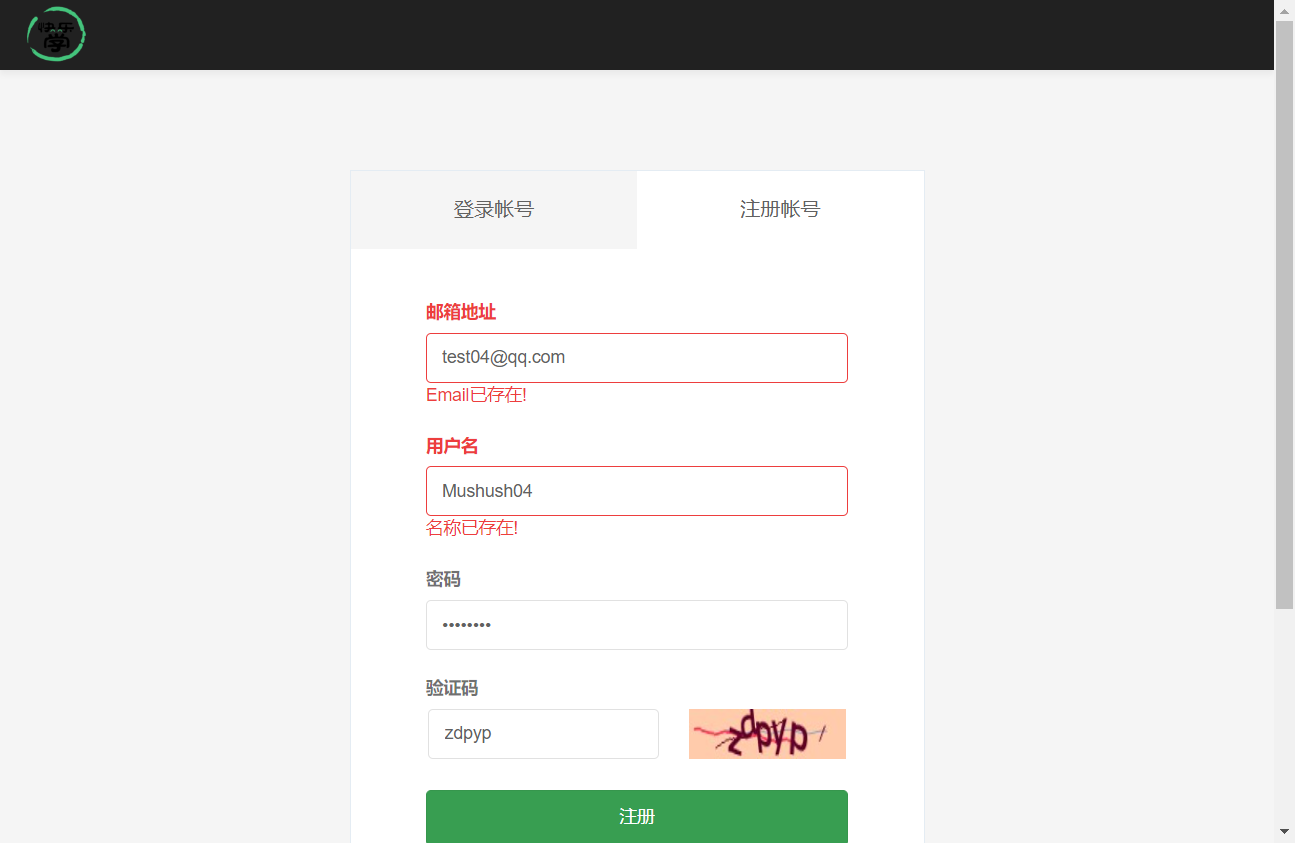 快乐
學
登录帐号
注册帐号
邮箱地址
test04@qq.com
Email已存在!
用户名
Mushush04
名称已存在!
密码
••••••••
验证码
zdpyp
zdpyp
注册